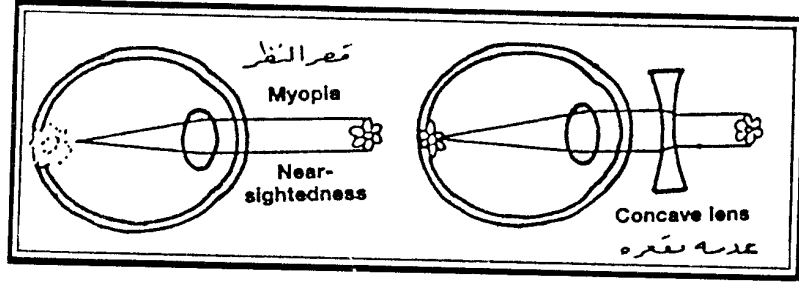 قصر النظر
Myopia
Near-
sightedness
Concave lens
عدسه مقعره